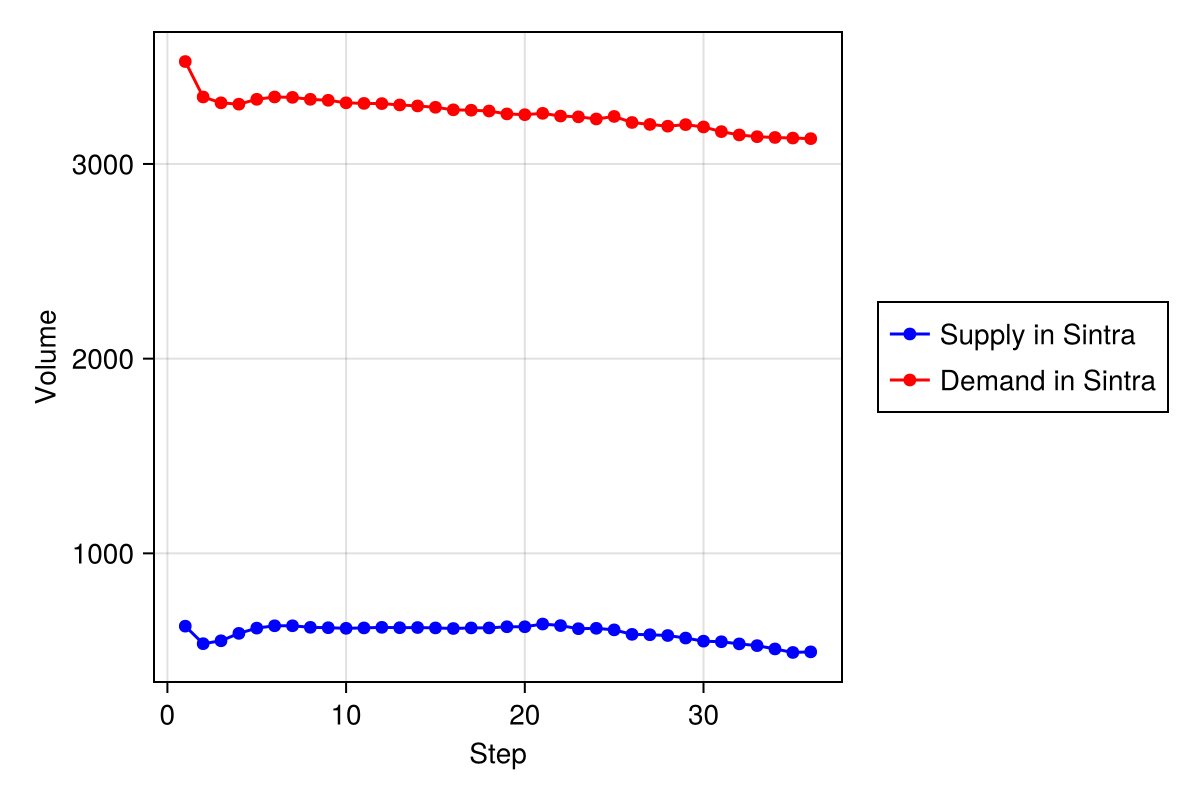 3000
2000
1000
Volume
0 10 20 30
Step
Supply in Sintra
Demand in Sintra